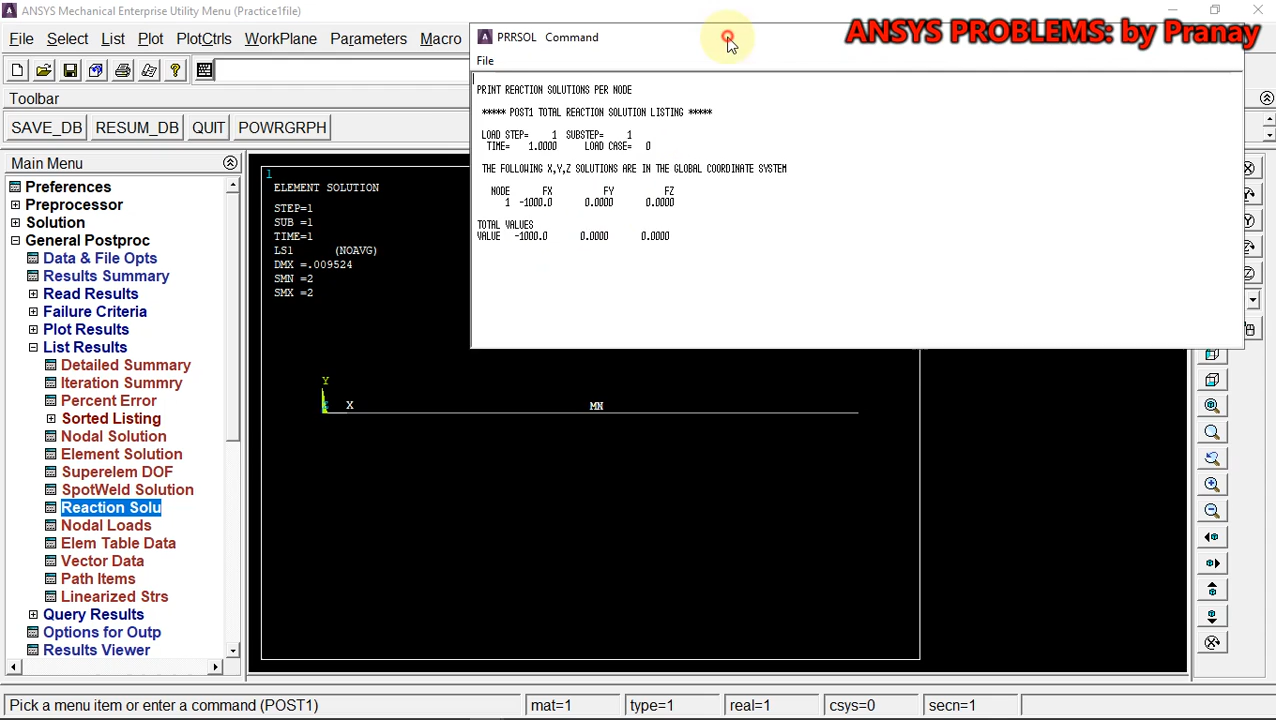 ANSYS Mechanical Enterprise Utility Menu (Practice1file)
File Select List Plot PlotCtrls WorkPlane Parameters Macro
ANSYS PROBLEMS: by Pranay
Toolbar
SAVE_DB RESUM_DB QUIT POWRGRPH
Main Menu
Preferences
Preprocessor
Solution
General Postproc
Data & File Opts
Results Summary
Read Results
Failure Criteria
Plot Results
List Results
Detailed Summary
Iteration Summry
Percent Error
Sorted Listing
Nodal Solution
Element Solution
Superelem DOF
SpotWeld Solution
Reaction Solu
Nodal Loads
Elem Table Data
Vector Data
Path Items
Linearized Strs
Query Results
Options for Outp
Results Viewer
1
ELEMENT SOLUTION
STEP=1
SUB =1
TIME=1
LS1 (NOAVG)
DMX =.009524
SMN =2
SMX =2
Y
X
MN
PRRSOL Command
File
PRINT REACTION SOLUTIONS PER NODE
***** POST1 TOTAL REACTION SOLUTION LISTING *****
LOAD STEP= 1 SUBSTEP= 1
TIME= 1.0000 LOAD CASE= 0
THE FOLLOWING X,Y,Z SOLUTIONS ARE IN THE GLOBAL COORDINATE SYSTEM
NODE FX FY FZ
1 -1000.0 0.0000 0.0000
TOTAL VALUES
VALUE -1000.0 0.0000 0.0000
Pick a menu item or enter a command (POST1) mat=1 type=1 real=1 csys=0 secn=1